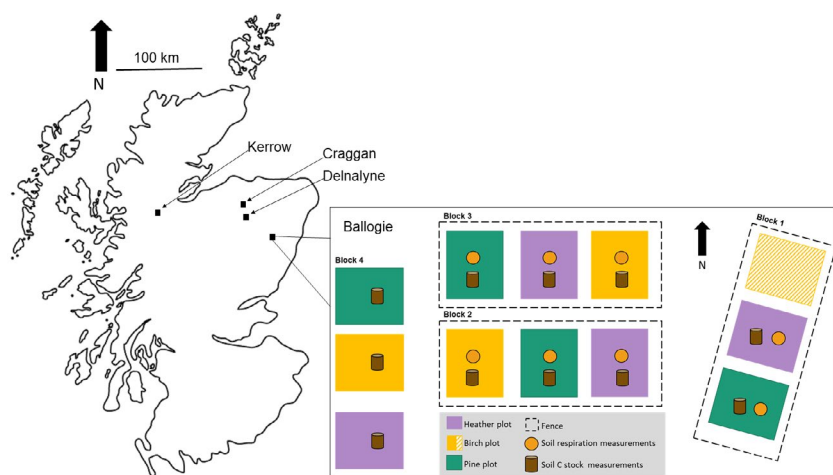 100 km
N
Kerrow
Craggan
Delnalyne
Ballogie
Block 4
Block 3
Block 2
Block 1
N
Heather plot
Birch plot
Pine plot
Fence
Soil respiration measurements
Soil C stock measurements